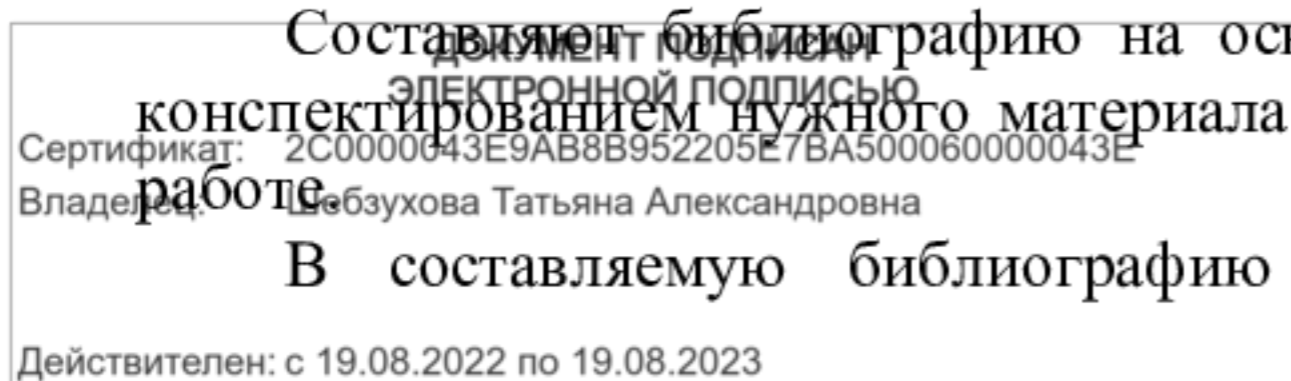 Составляют библиографию на осн
ДОКУМЕНТ ПОДПИСАН
ЭЛЕКТРОННОЙ ПОДПИСЬЮ
конспектированием нужного материала
Сертификат: 2C0000043E9AB8B952205E7BA500060000043E
работе.
Владелец: Шебзухова Татьяна Александровна
В составляемую библиографию
Действителен: с 19.08.2022 по 19.08.2023